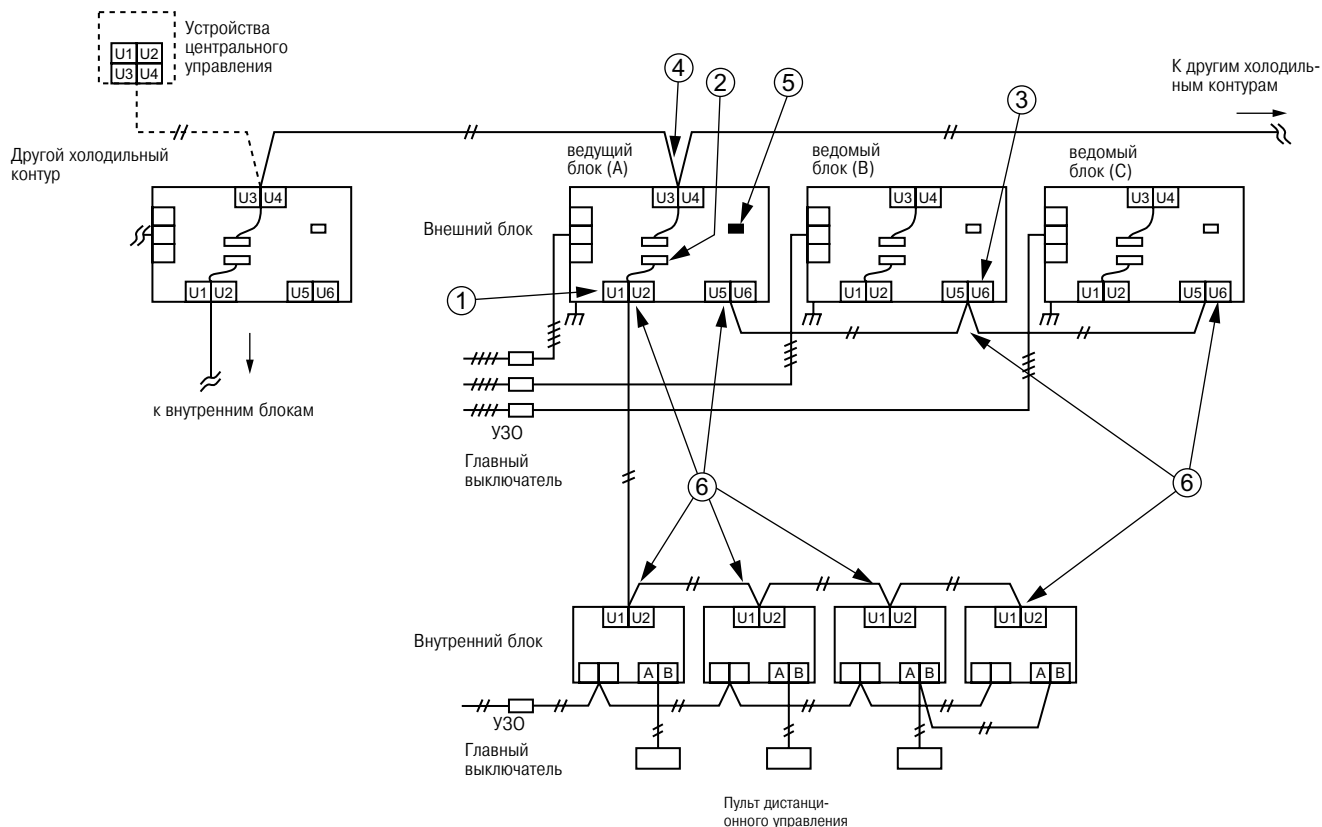 Устройства
центрального
управления
U1 U2
U3 U4
4
2
5
3
К другим холодиль-
ным контурам
Другой холодильный
контур
ведущий
блок (A)
ведомый
блок (B)
ведомый
блок (C)
U3 U4
U3 U4
U3 U4
U3 U4
Внешний блок
1
U1 U2
U5 U6
U1 U2
U5 U6
U1 U2
U5 U6
U1 U2
U5 U6
к внутренним блокам
УЗО
Главный
выключатель
6
6
U1 U2
U1 U2
U1 U2
U1 U2
Внутренний блок
A B
A B
A B
A B
УЗО
Главный
выключатель
Пульт дистанци-
онного управления